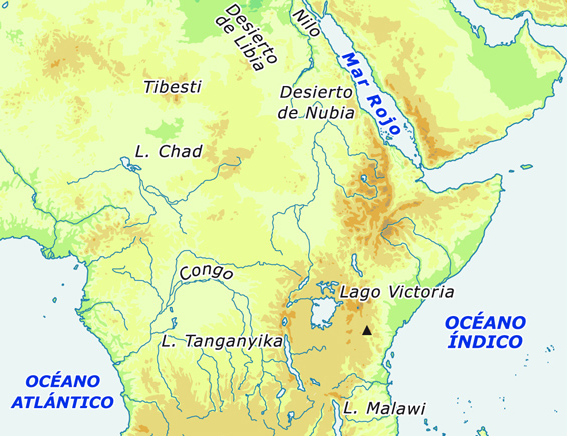 Desierto
de Libia
Nilo
Mar Rojo
Tibesti
Desierto
de Nubia
L. Chad
Congo
Lago Victoria
OCÉANO
ÍNDICO
L. Tanganyika
OCÉANO
ATLÁNTICO
L. Malawi